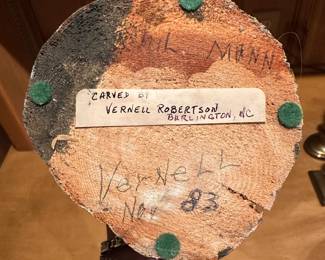 MANN
CARVED BY
VERNELL ROBERTSON
BURLINGTON, NC
VerNELL
Nov 83